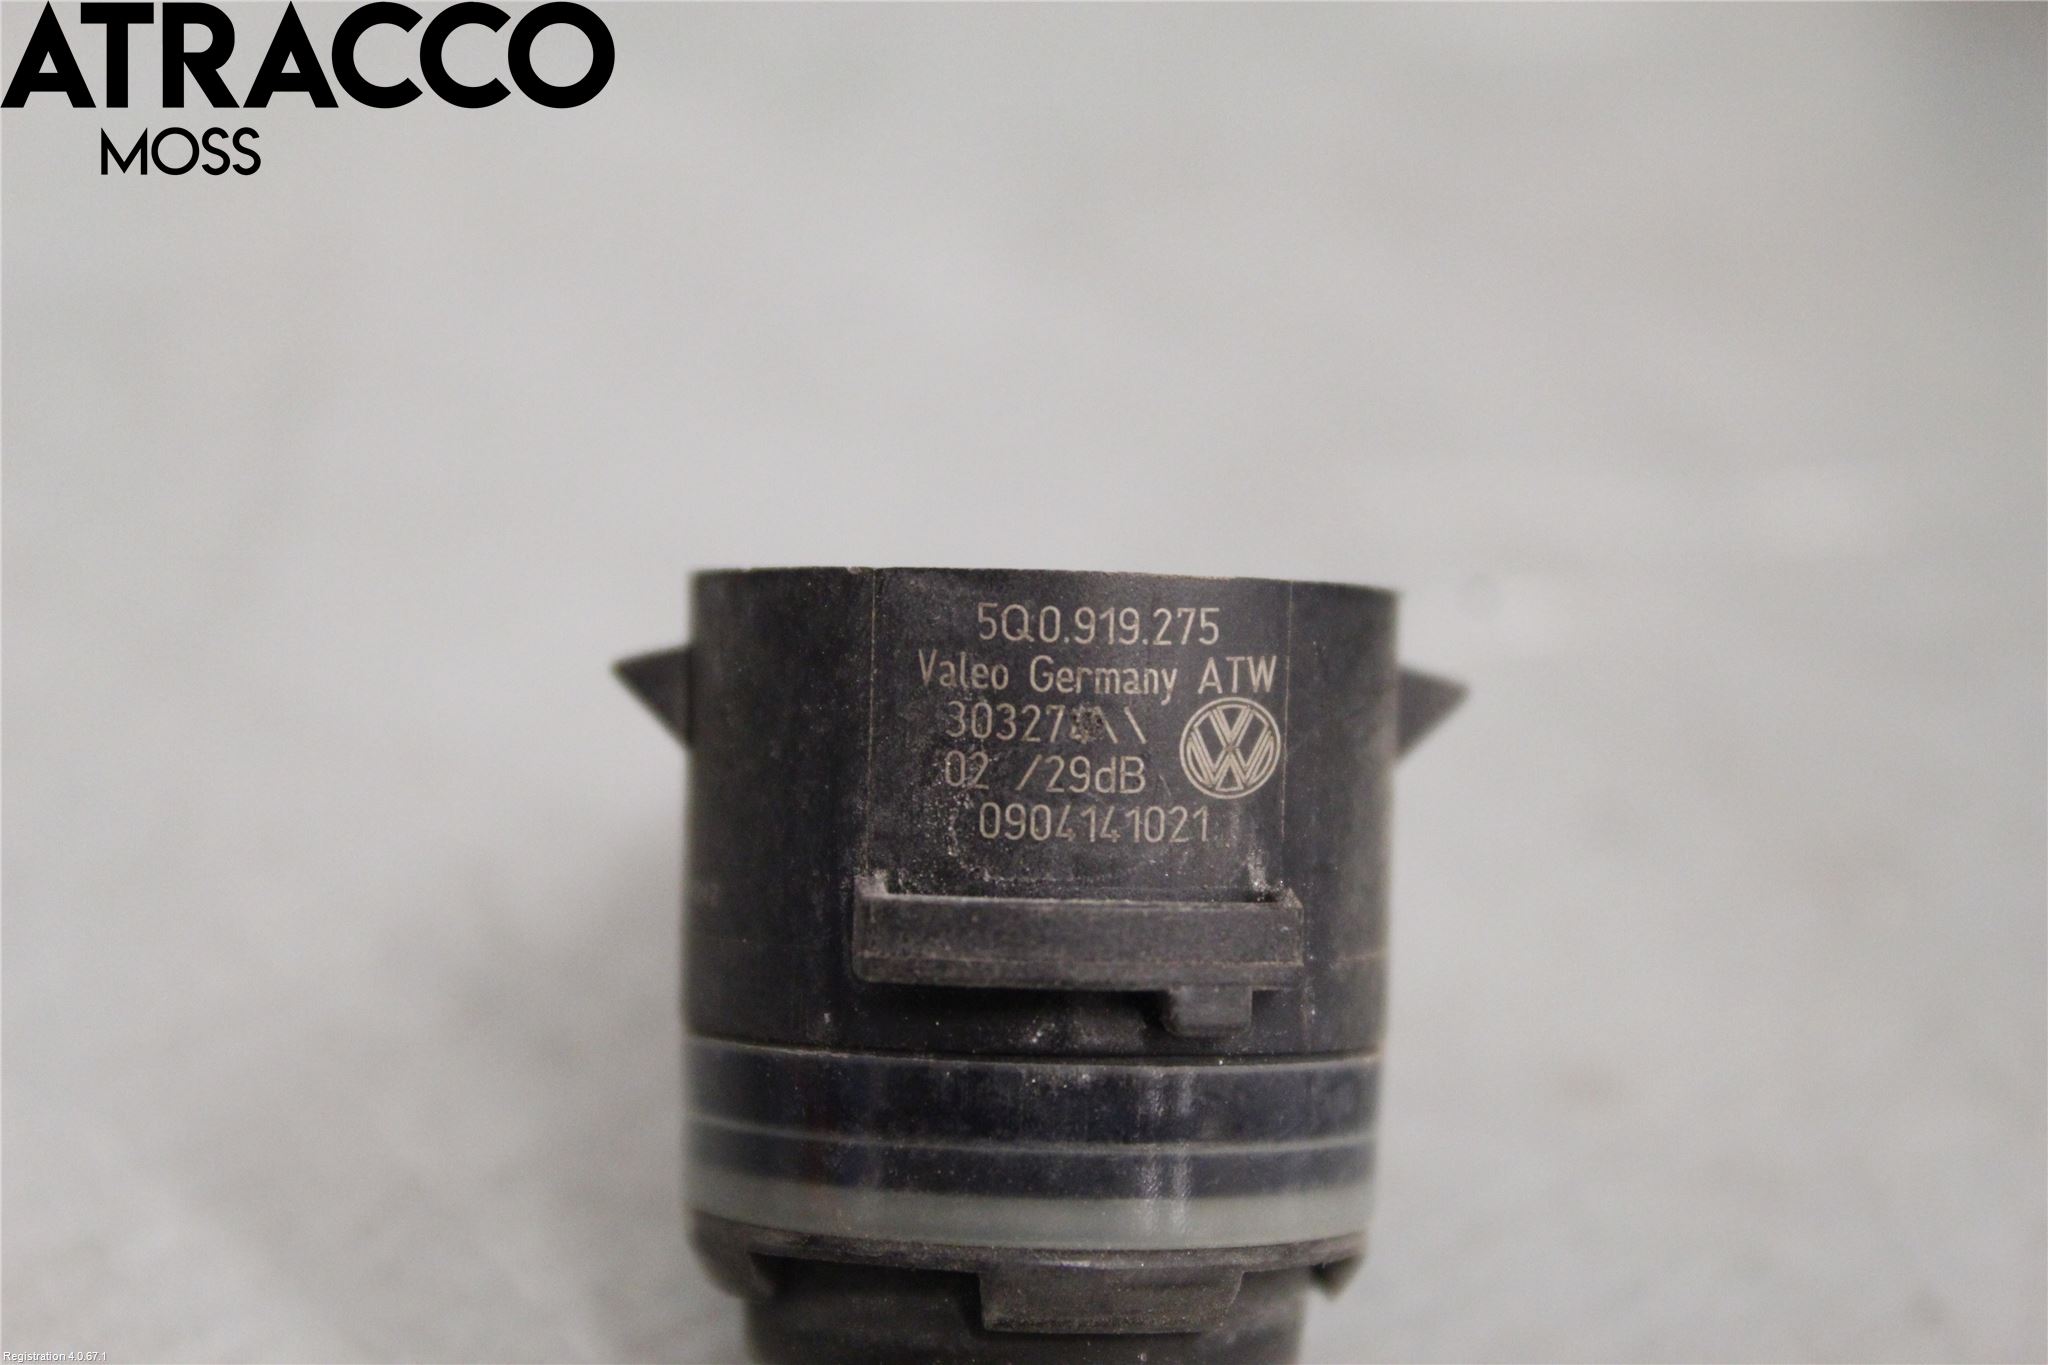 ATRACCO
MOSS
5Q0.919.275
Valeo Germany ATW
02 /29dB
0904141021
Registration 4.0.67.1